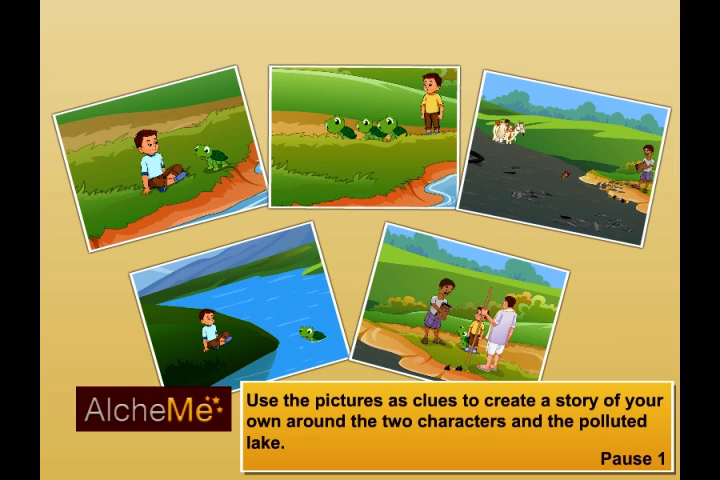 AlcheMe
Use the pictures as clues to create a story of your
own around the two characters and the polluted
lake.
Pause 1